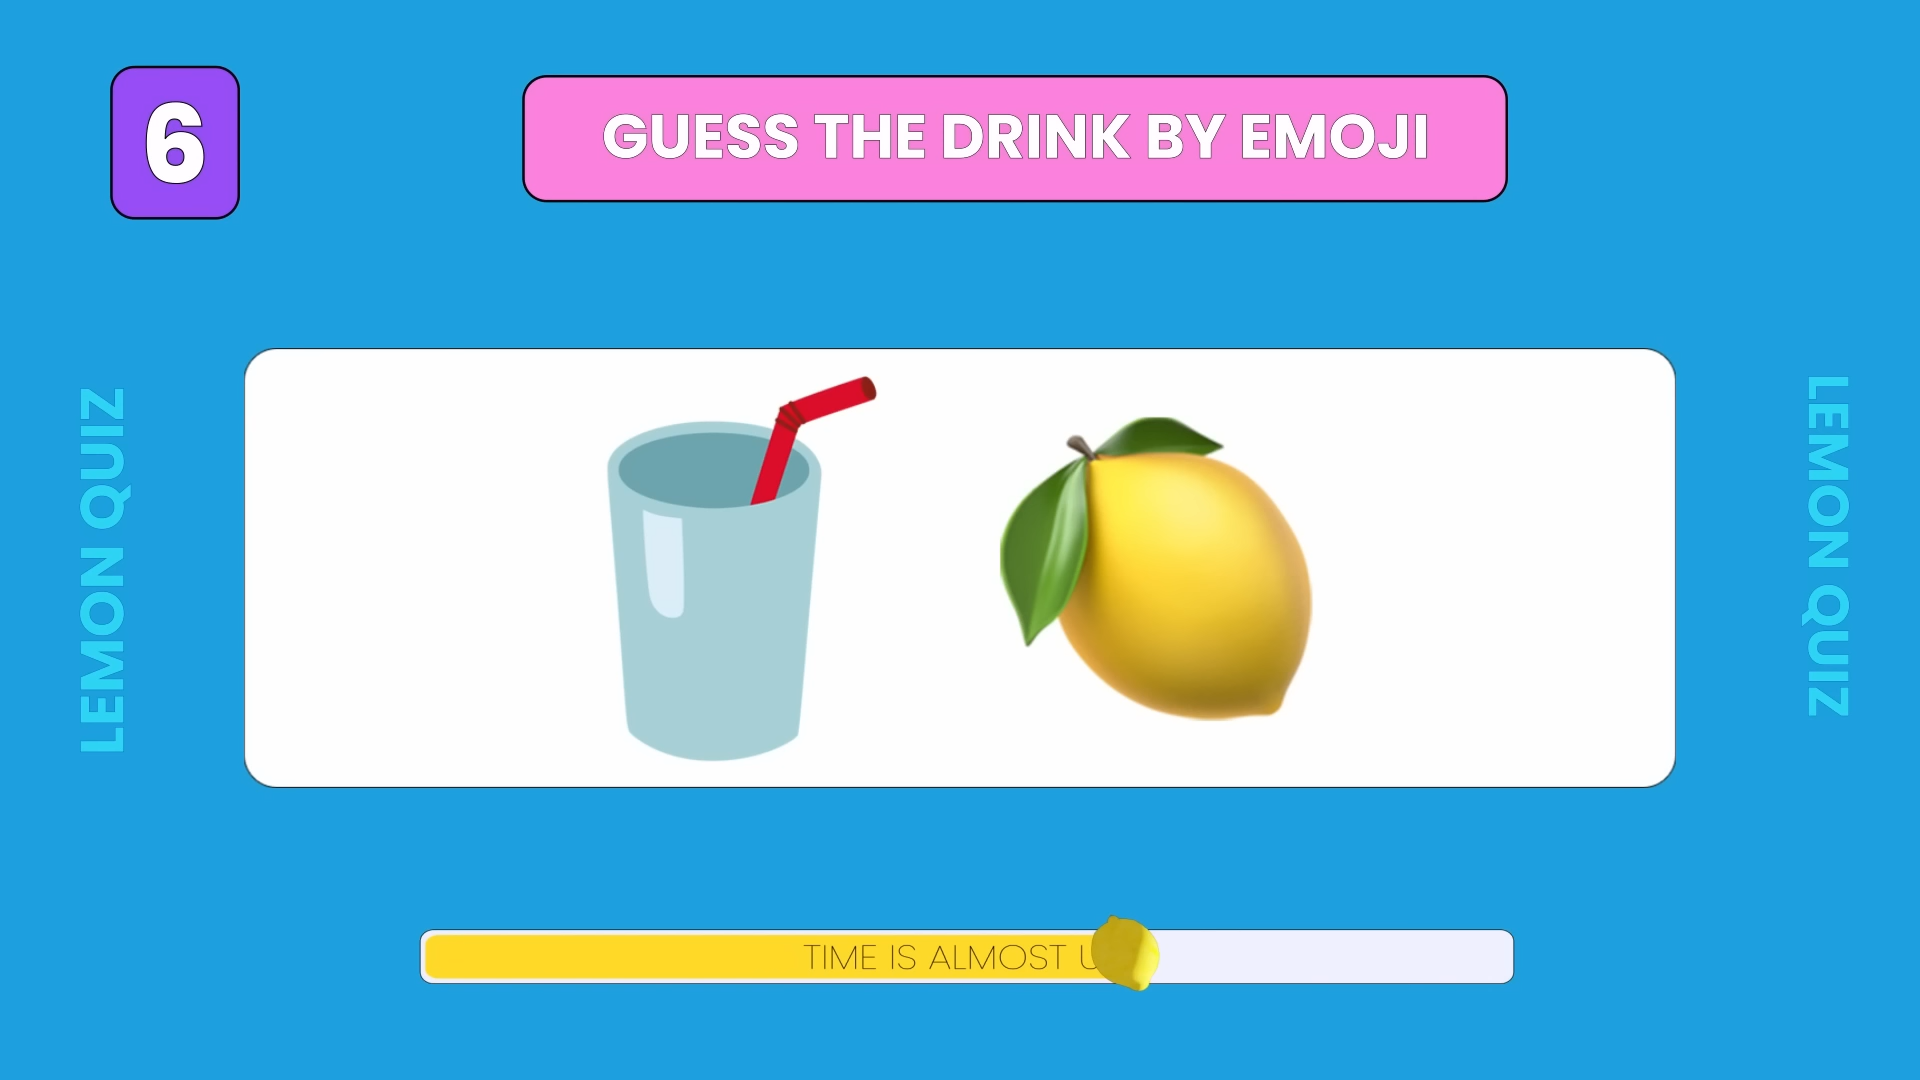 6
GUESS THE DRINK BY EMOJI
LEMON QUIZ
LEMON QUIZ
TIME IS ALMOST U